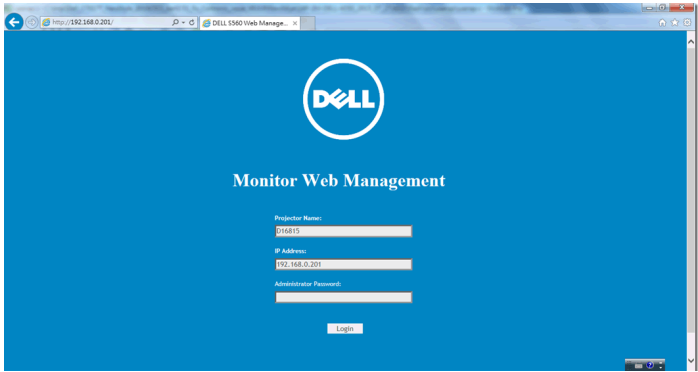 http://192.168.0.201/
DELL S560 Web Manage...
DELL
Monitor Web Management
Projector Name:
D16815
IP Address:
192.168.0.201
Administrator Password:
Login